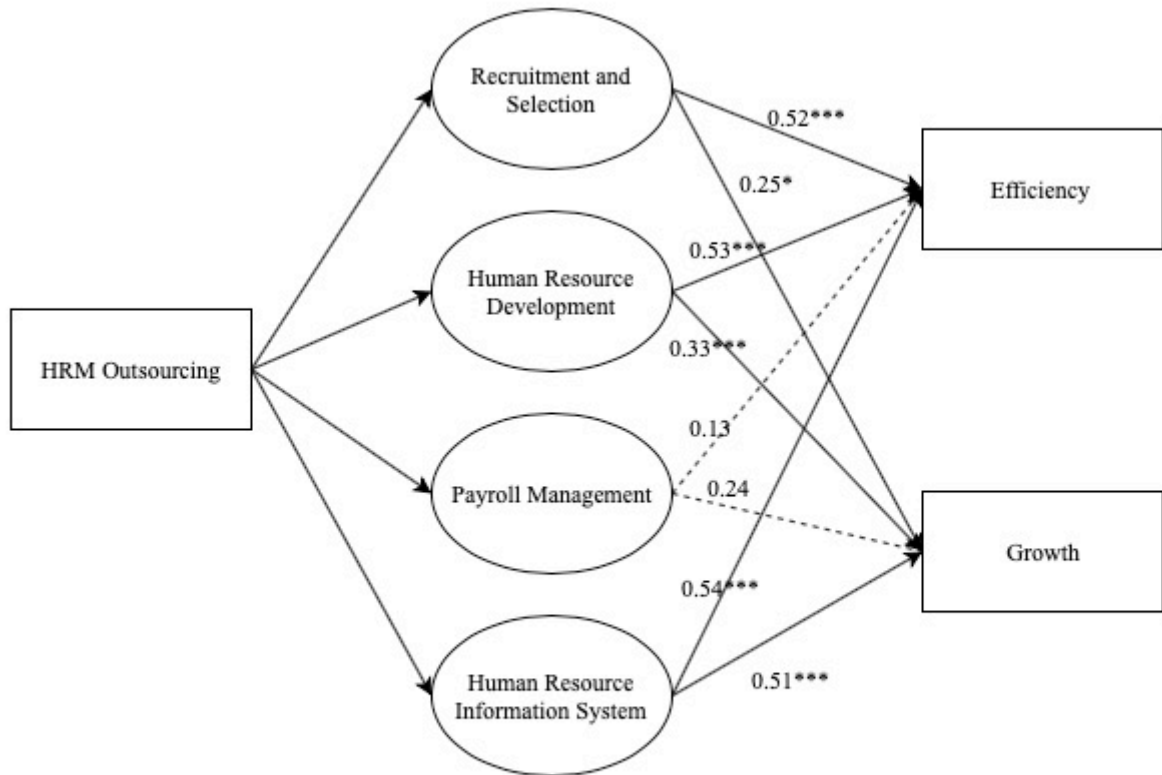 Recruitment and
Selection
0.52***
Efficiency
0.25*
Human Resource
Development
0.53***
0.33***
HRM Outsourcing
Payroll Management
0.13
0.24
Growth
0.54***
Human Resource
Information System
0.51***